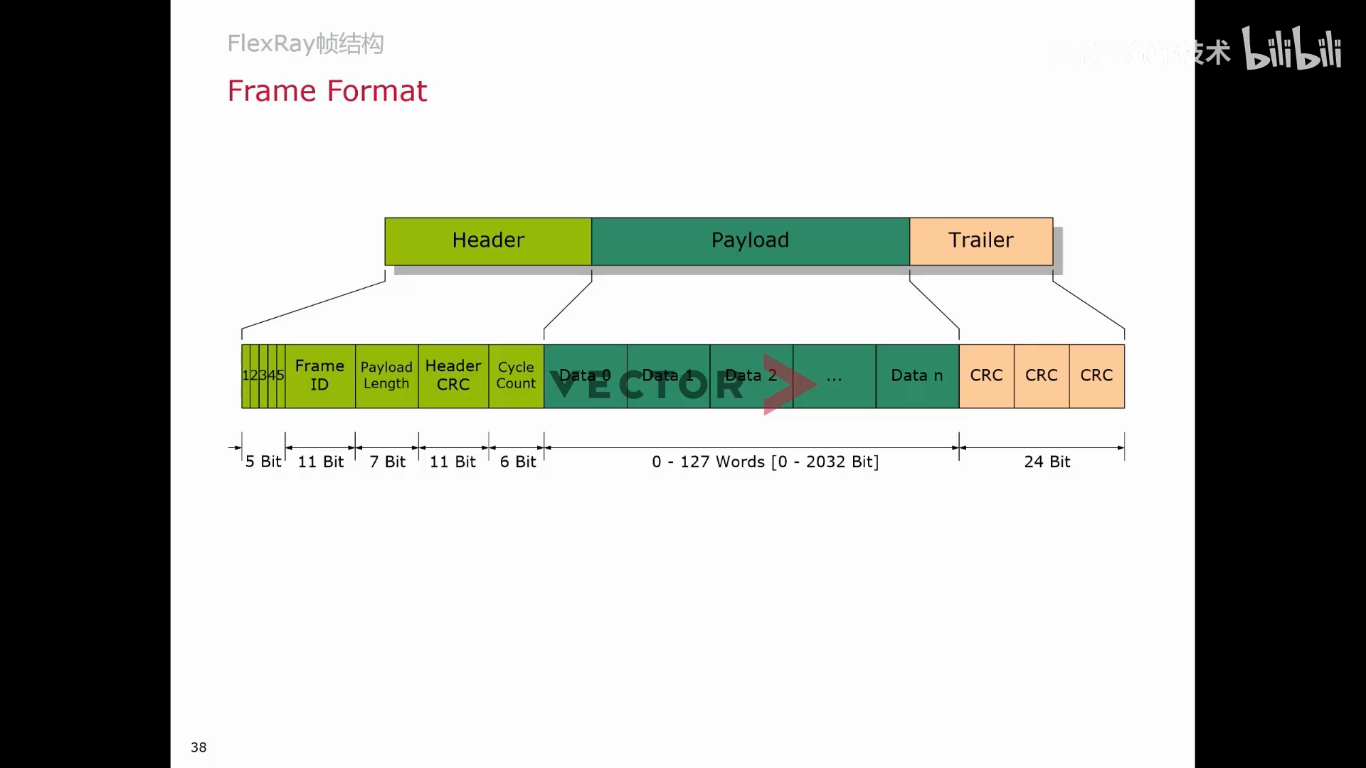 FlexRay帧结构
技术 bilibili
Frame Format
Header Payload Trailer
1 2 3 4 5 Frame ID Payload Length Header CRC Cycle Count Data 0 Data 1 Data 2 ... Data n CRC CRC CRC
VECTOR
5 Bit 11 Bit 7 Bit 11 Bit 6 Bit 0 - 127 Words [0 - 2032 Bit] 24 Bit
38